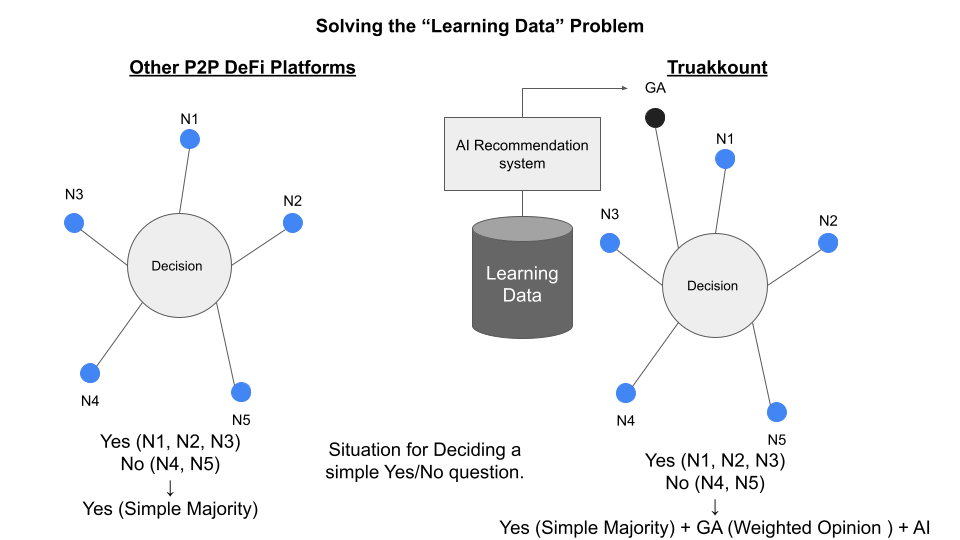 Solving the “Learning Data” Problem
Other P2P DeFi Platforms
N1
N3
N2
Decision
N4
N5
Yes (N1, N2, N3)
No (N4, N5)
↓
Yes (Simple Majority)
Situation for Deciding a
simple Yes/No question.
Truakkount
GA
AI Recommendation
system
Learning
Data
N1
N3
N2
Decision
N4
N5
Yes (N1, N2, N3)
No (N4, N5)
↓
Yes (Simple Majority) + GA (Weighted Opinion ) + AI